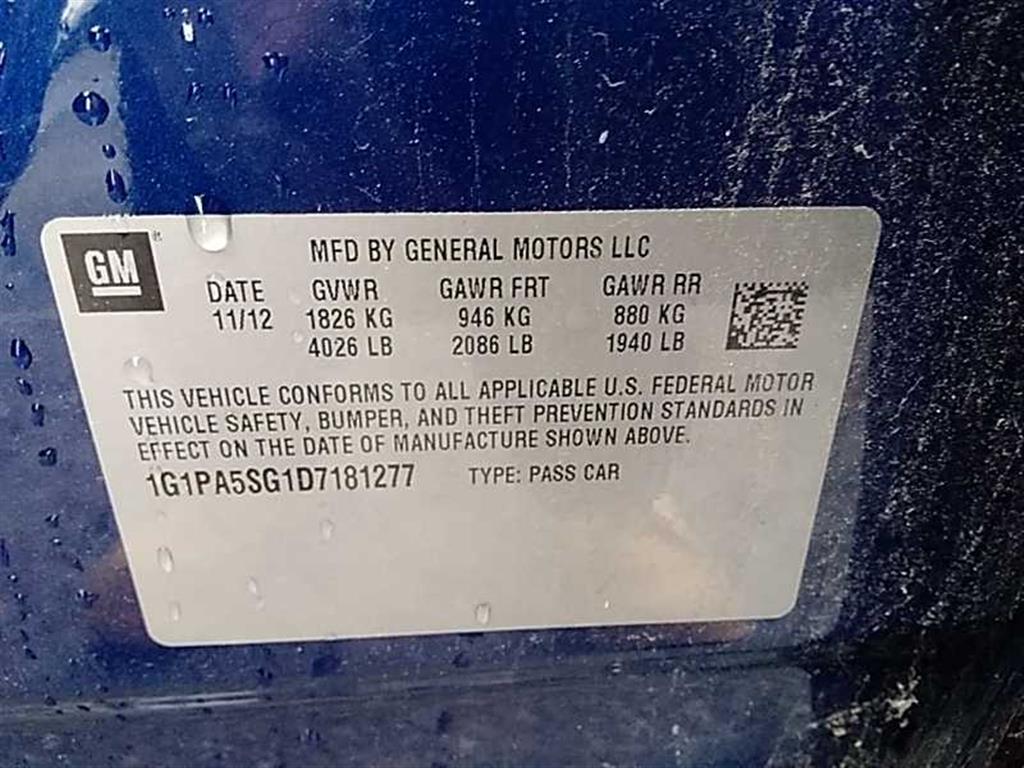 GM
MFD BY GENERAL MOTORS LLC
DATE GVWR GAWR FRT GAWR RR
11/12 1826 KG 946 KG 880 KG
4026 LB 2086 LB 1940 LB
THIS VEHICLE CONFORMS TO ALL APPLICABLE U.S. FEDERAL MOTOR
VEHICLE SAFETY, BUMPER, AND THEFT PREVENTION STANDARDS IN
EFFECT ON THE DATE OF MANUFACTURE SHOWN ABOVE.
1G1PA5SG1D7181277 TYPE: PASS CAR